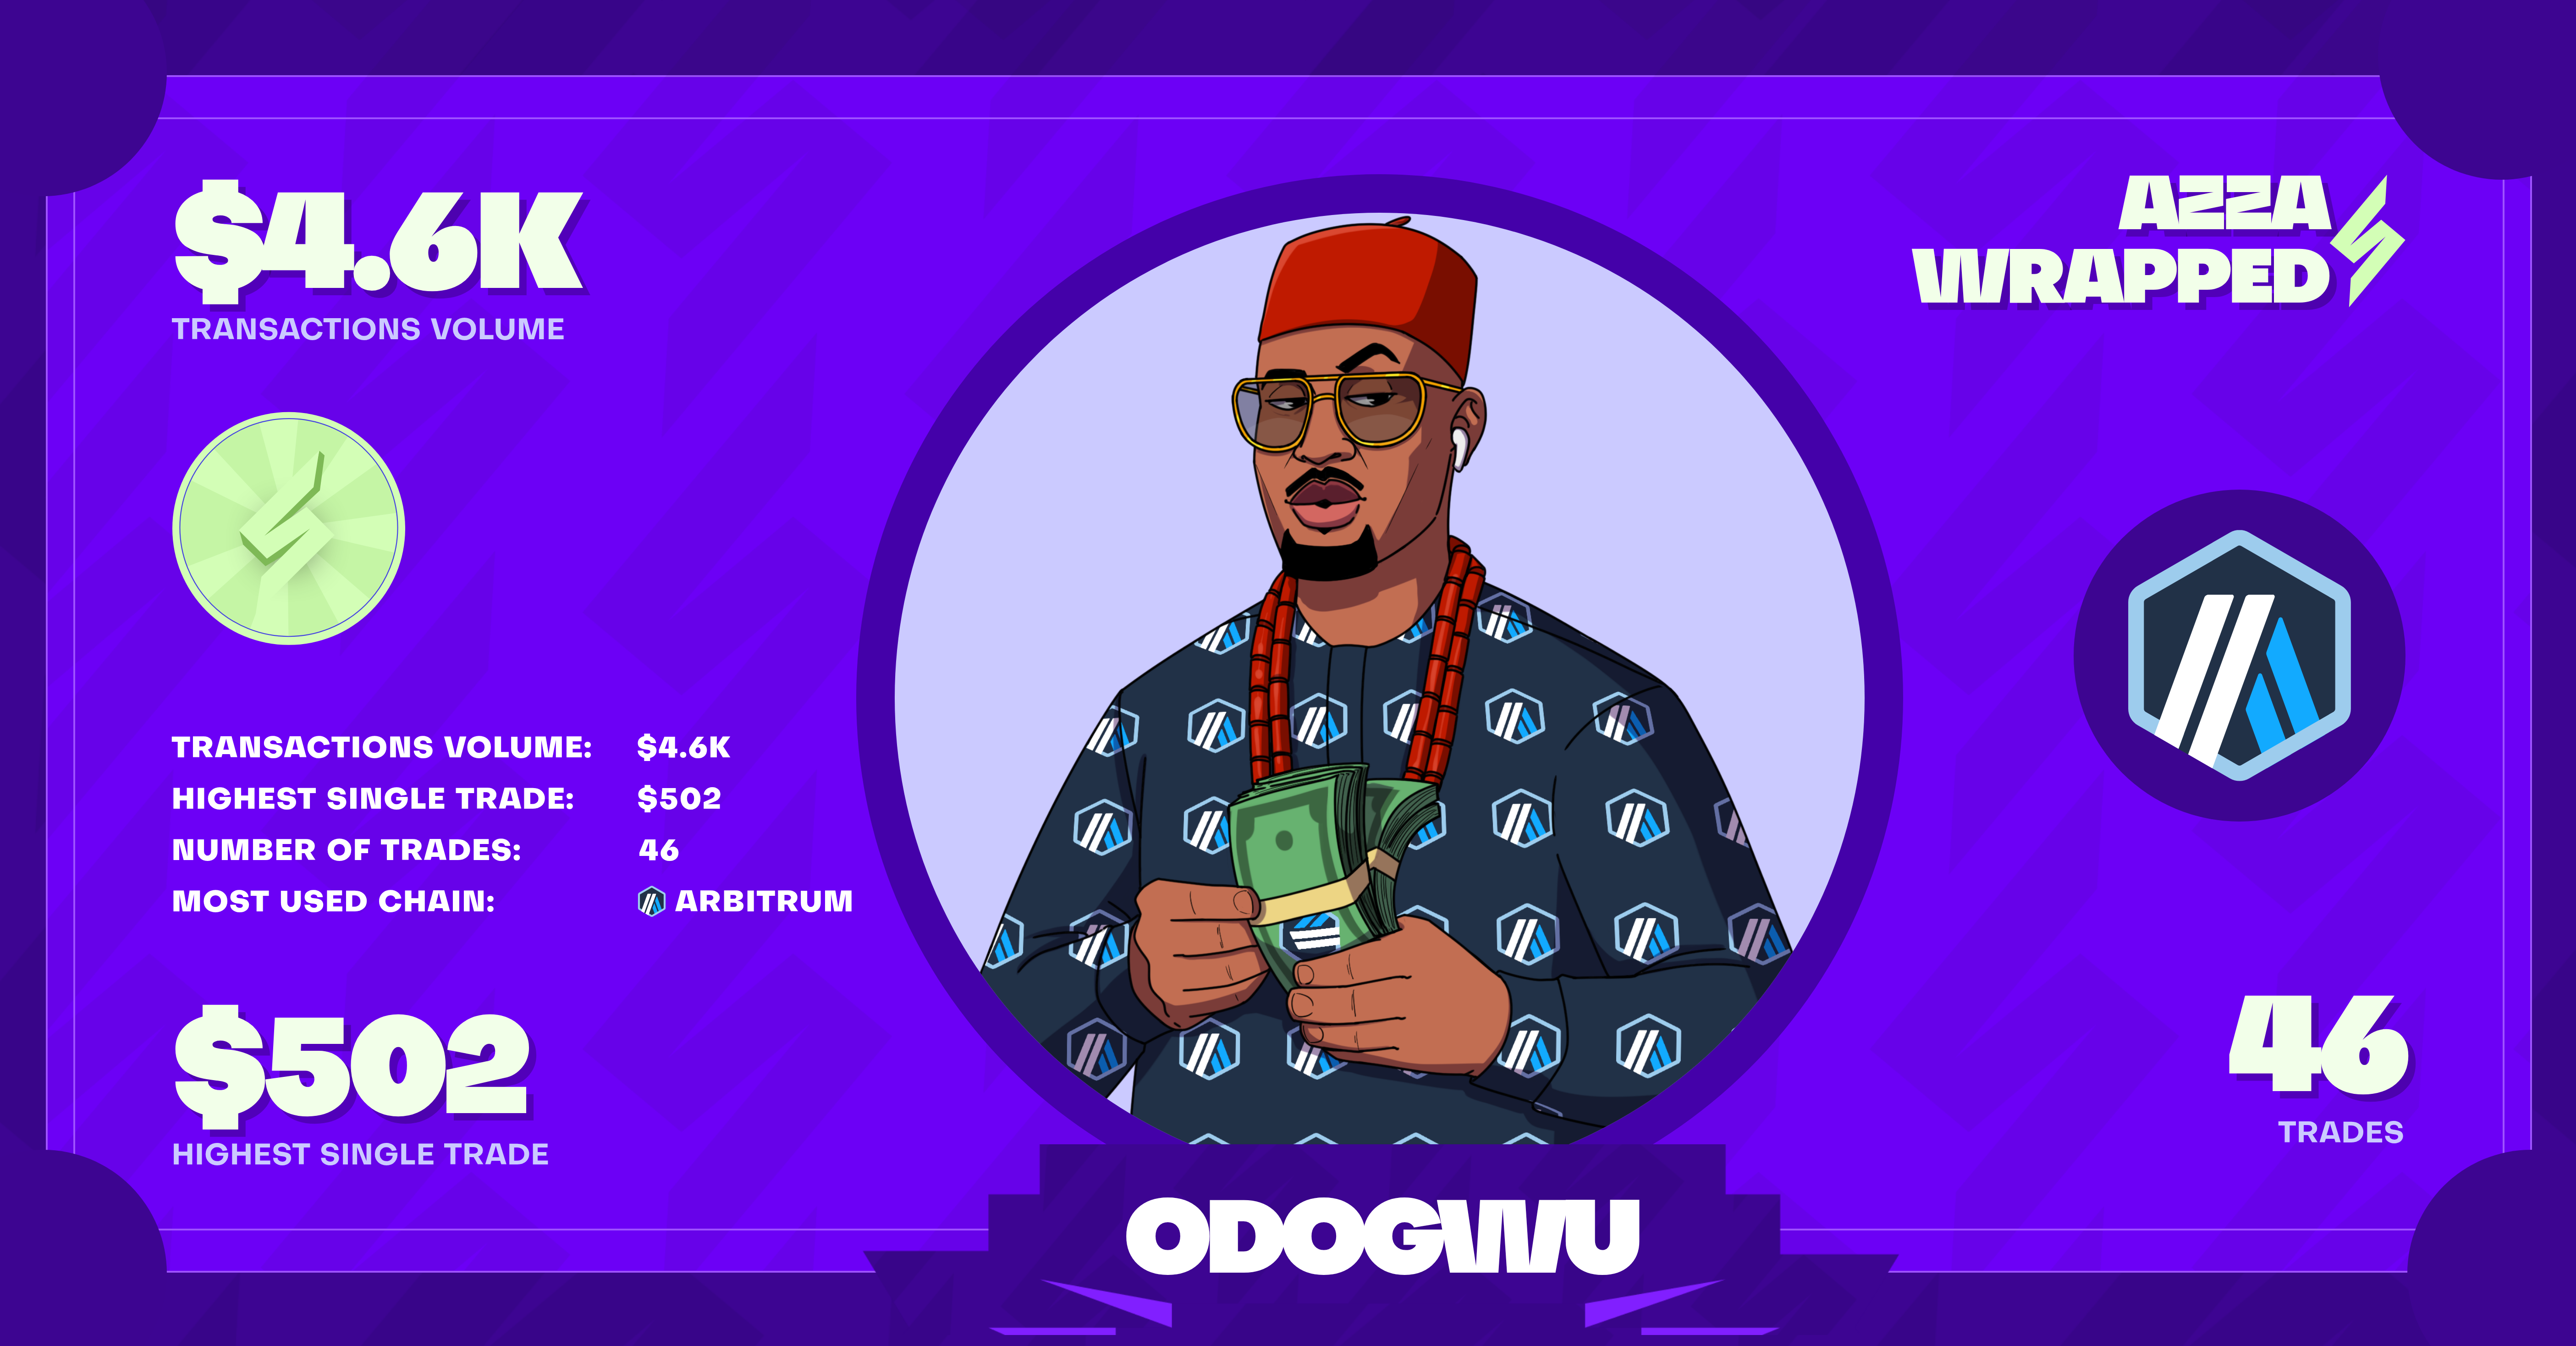 $4.6K
TRANSACTIONS VOLUME
AZZA
WRAPPED
TRANSACTIONS VOLUME: $4.6K
HIGHEST SINGLE TRADE: $502
NUMBER OF TRADES: 46
MOST USED CHAIN: ARBITRUM
$502
HIGHEST SINGLE TRADE
46
TRADES
ODOGWU